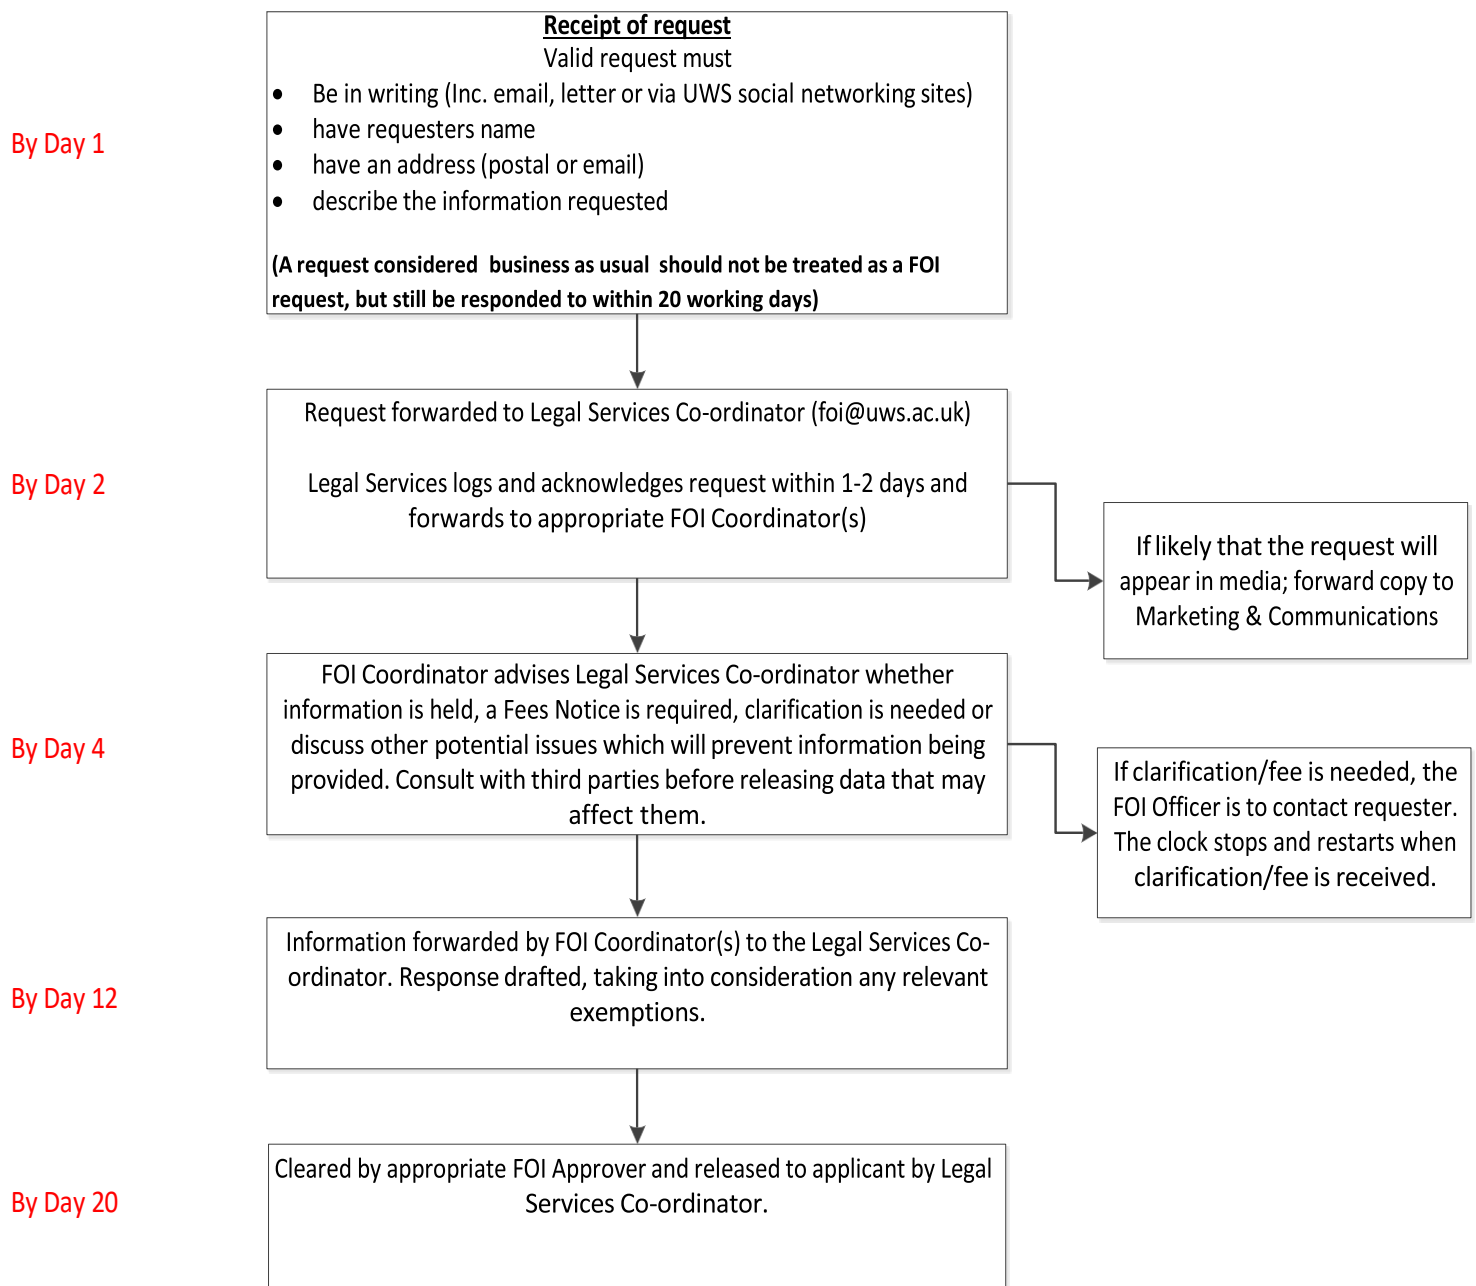 Receipt of request
Valid request must
• Be in writing (Inc. email, letter or via UWS social networking sites)
• have requesters name
• have an address (postal or email)
• describe the information requested
(A request considered business as usual should not be treated as a FOI
request, but still be responded to within 20 working days)
By Day 1
Request forwarded to Legal Services Co-ordinator (foi@uws.ac.uk)
Legal Services logs and acknowledges request within 1-2 days and
forwards to appropriate FOI Coordinator(s)
By Day 2
If likely that the request will
appear in media; forward copy to
Marketing & Communications
FOI Coordinator advises Legal Services Co-ordinator whether
information is held, a Fees Notice is required, clarification is needed or
discuss other potential issues which will prevent information being
provided. Consult with third parties before releasing data that may
affect them.
By Day 4
If clarification/fee is needed, the
FOI Officer is to contact requester.
The clock stops and restarts when
clarification/fee is received.
Information forwarded by FOI Coordinator(s) to the Legal Services Co-
ordinator. Response drafted, taking into consideration any relevant
exemptions.
By Day 12
Cleared by appropriate FOI Approver and released to applicant by Legal
Services Co-ordinator.
By Day 20